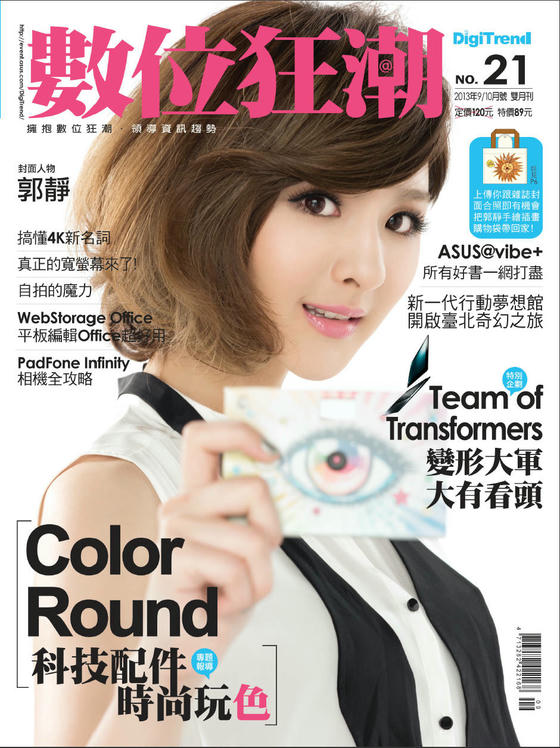 http://event.asus.com/DigiTrend/
數位狂潮
@
DigiTrend
NO. 21
2013年9/10月號 雙月刊
定價120元 特價89元
擁抱數位狂潮．領導資訊趨勢
封面人物
郭靜
搞懂4K新名詞
真正的寬螢幕來了!
自拍的魔力
WebStorage Office
平板編輯Office超好用
PadFone Infinity
相機全攻略
上傳你跟雜誌封
面合照即有機會
把郭靜手繪插畫
購物袋帶回家！
ASUS@vibe+
所有好書一網打盡
新一代行動夢想館
開啟臺北奇幻之旅
特別
企劃
Team of
Transformers
變形大軍
大有看頭
Color
Round
科技配件
專題
報導
時尚玩色
4 712262 422168
09